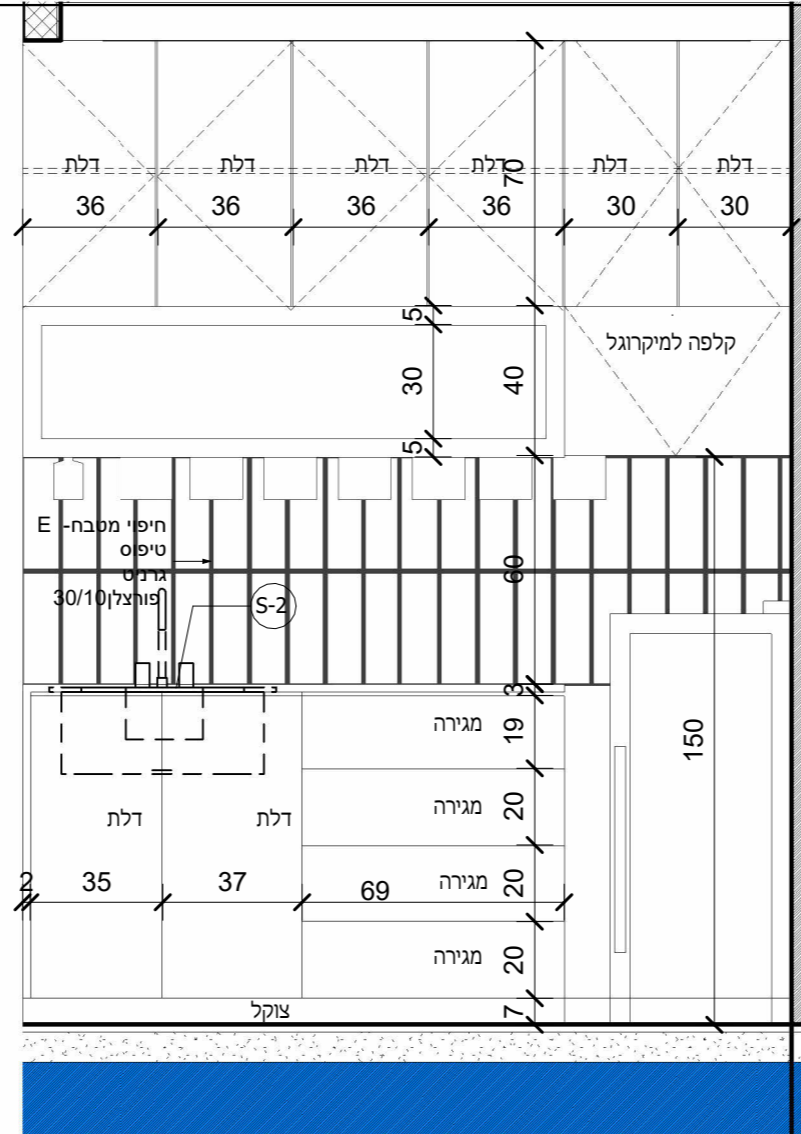 דלת
דלת
דלת
דלת
דלת
דלת
70
36
36
36
36
30
30
5
קלפה למיקרוגל
30
40
5
חיפוי מטבח- E
טיפוס
גרניט
פורצלן30/10
60
S-2
3
מגירה
19
150
מגירה
20
דלת
דלת
2
35
37
69
מגירה
20
מגירה
20
צוקל
7